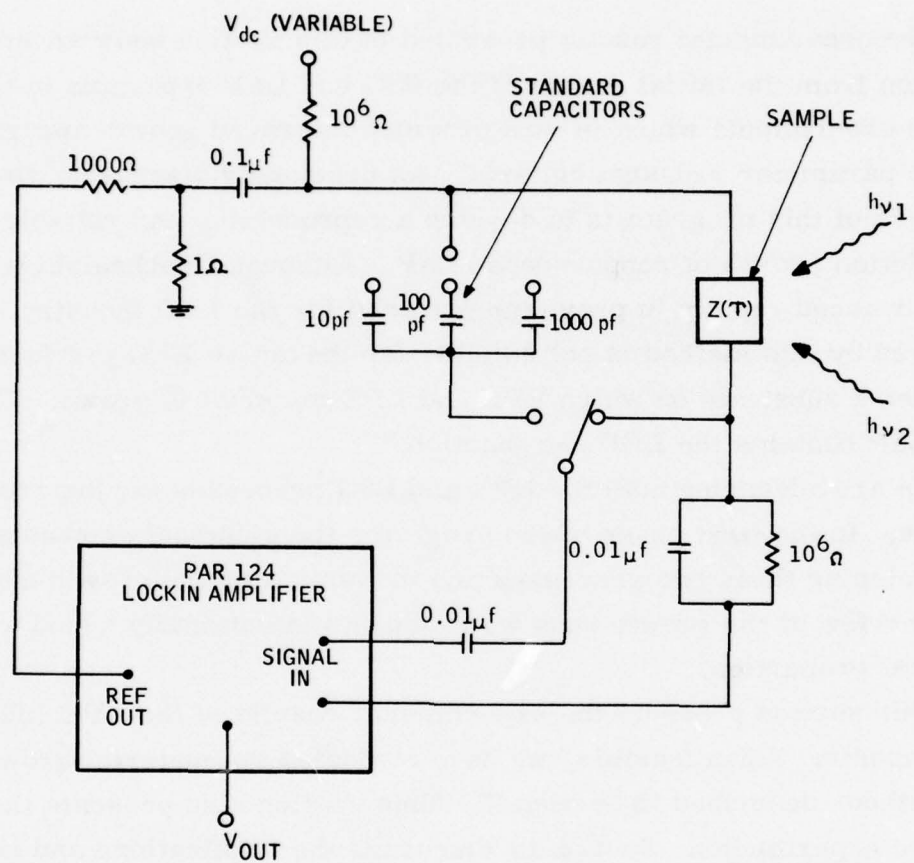 V_dc (VARIABLE)
10⁶ Ω
STANDARD
CAPACITORS
SAMPLE
1000Ω
0.1μf
1Ω
hν1
10pf
100
pf
1000 pf
Z(T)
hν2
0.01μf
10⁶Ω
PAR 124
LOCKIN AMPLIFIER
0.01μf
SIGNAL
IN
REF
OUT
V_OUT